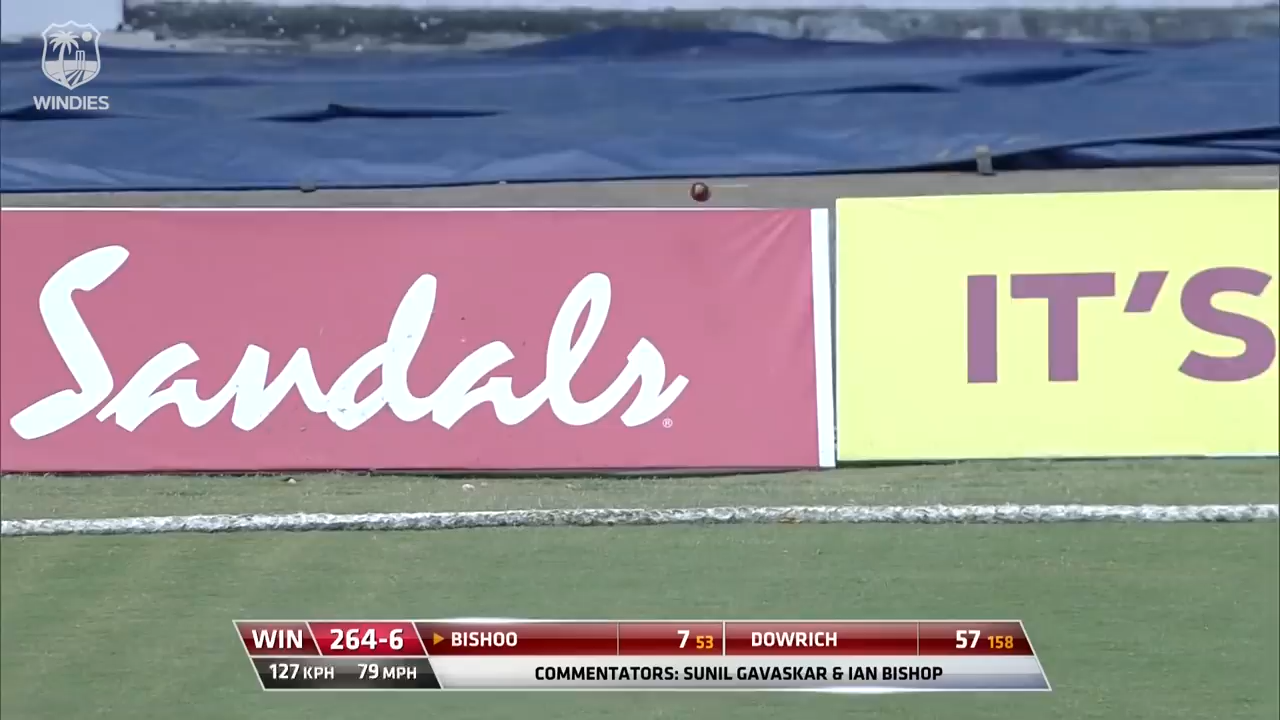 WINDIES
Sandals®
IT'S
WIN 264-6 BISHOO 7 53 DOWRICH 57 158
127 KPH 79 MPH COMMENTATORS: SUNIL GAVASKAR & IAN BISHOP